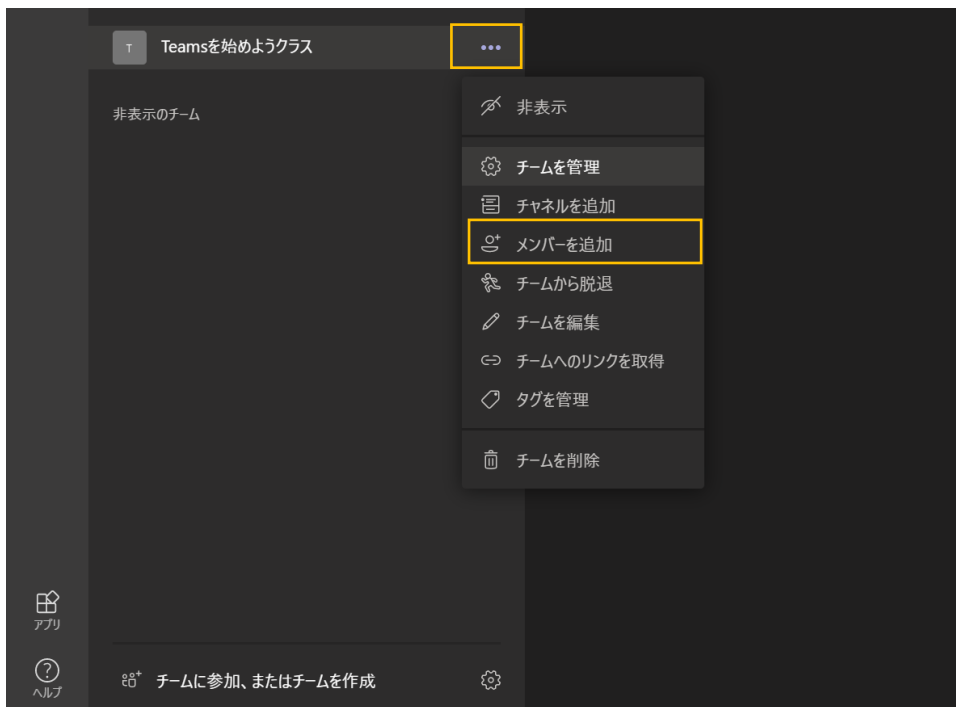 T Teamsを始めようクラス •••
非表示のチーム
非表示
チームを管理
チャネルを追加
メンバーを追加
チームから脱退
チームを編集
チームへのリンクを取得
タグを管理
チームを削除
アプリ
ヘルプ
チームに参加、またはチームを作成